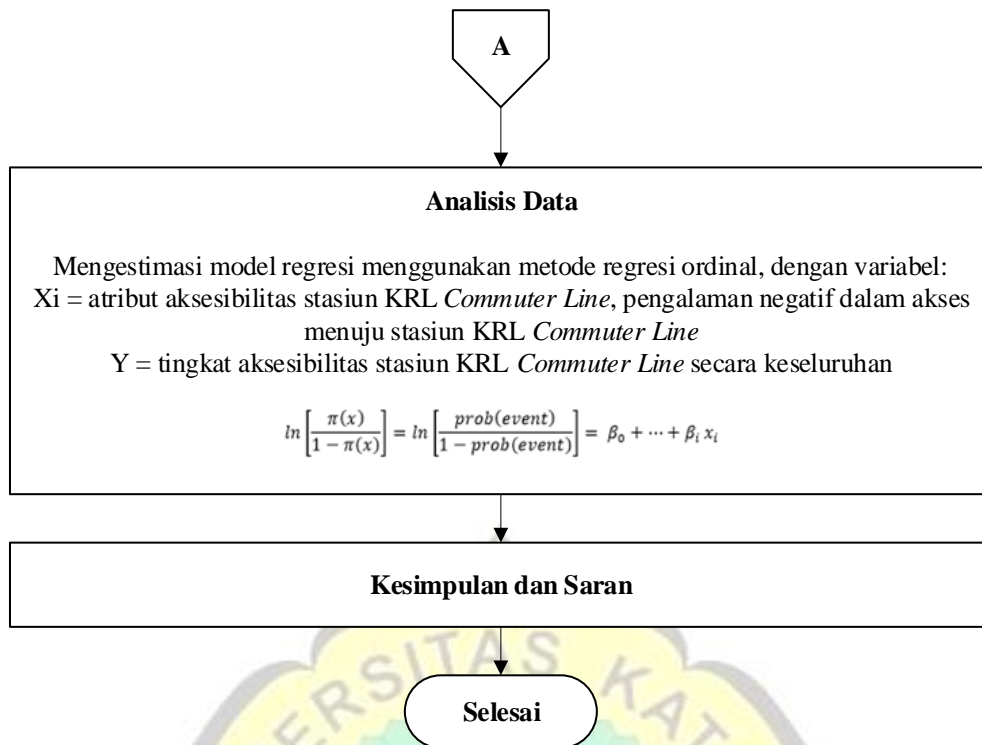 A
Analisis Data
Mengestimasi model regresi menggunakan metode regresi ordinal, dengan variabel:
Xi = atribut aksesibilitas stasiun KRL Commuter Line, pengalaman negatif dalam akses
menuju stasiun KRL Commuter Line
Y = tingkat aksesibilitas stasiun KRL Commuter Line secara keseluruhan
ln [π(x) / 1 − π(x)] = ln [prob(event) / 1 − prob(event)] = β₀ + ⋯ + βᵢ xᵢ
Kesimpulan dan Saran
ERSITAS KAT
Selesai